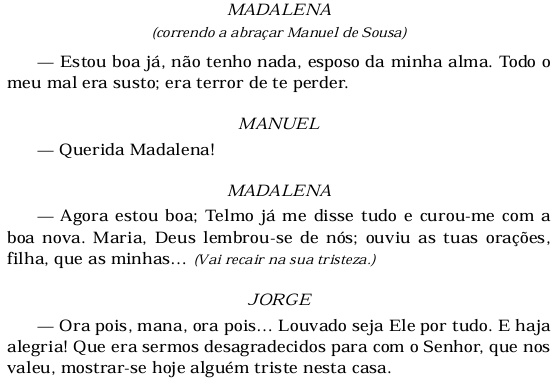 MADALENA
(correndo a abraçar Manuel de Sousa)
— Estou boa já, não tenho nada, esposo da minha alma. Todo o
meu mal era susto; era terror de te perder.
MANUEL
— Querida Madalena!
MADALENA
— Agora estou boa; Telmo já me disse tudo e curou-me com a
boa nova. Maria, Deus lembrou-se de nós; ouviu as tuas orações,
filha, que as minhas… (Vai recair na sua tristeza.)
JORGE
— Ora pois, mana, ora pois… Louvado seja Ele por tudo. E haja
alegria! Que era sermos desagradecidos para com o Senhor, que nos
valeu, mostrar-se hoje alguém triste nesta casa.